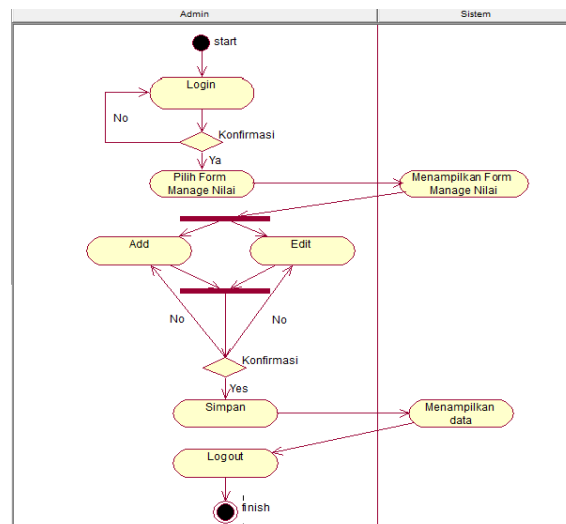 Admin
Sistem
start
Login
No
Konfirmasi
Ya
Pilih Form
Manage Nilai
Menampilkan Form
Manage Nilai
Add
Edit
No
No
Konfirmasi
Yes
Simpan
Menampilkan
data
Logout
finish